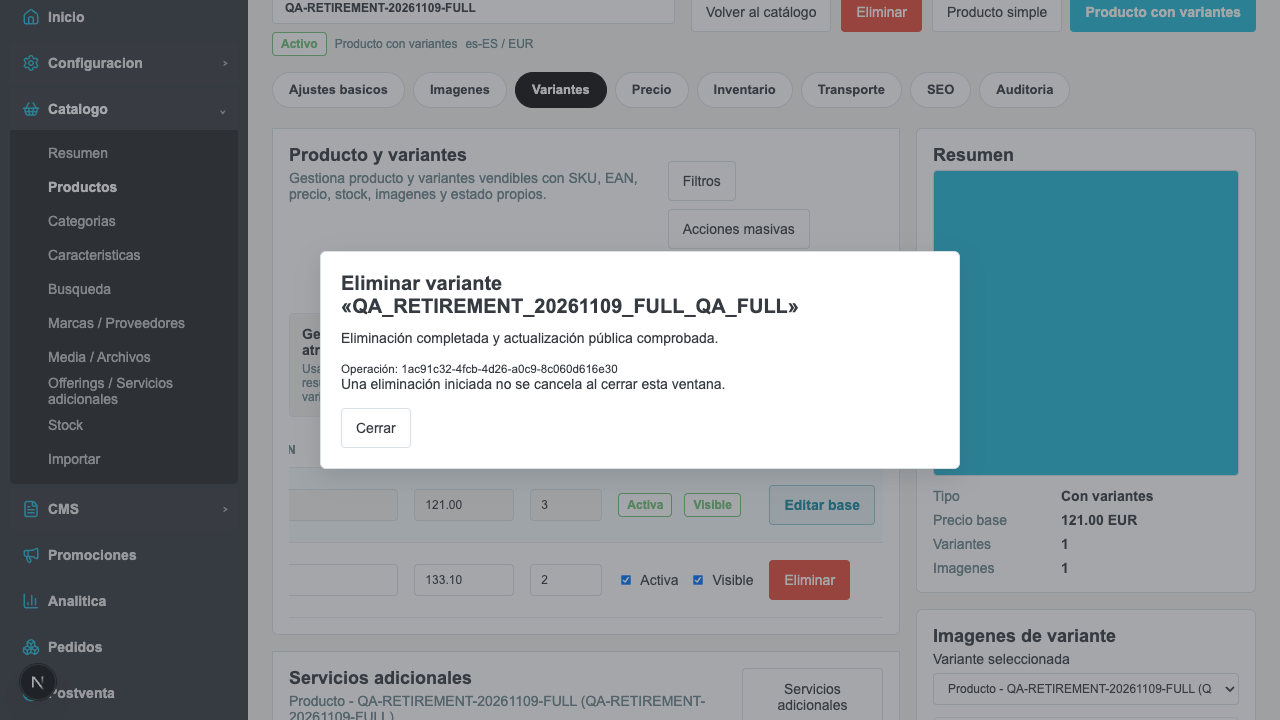 Inicio
Configuracion
Catalogo
Resumen
Productos
Categorias
Caracteristicas
Busqueda
Marcas / Proveedores
Media / Archivos
Offerings / Servicios
adicionales
Stock
Importar
CMS
Promociones
Analitica
Pedidos
Postventa
N
QA-RETIREMENT-20261109-FULL
Volver al catálogo
Eliminar
Producto simple
Producto con variantes
Activo
Producto con variantes es-ES / EUR
Ajustes basicos
Imagenes
Variantes
Precio
Inventario
Transporte
SEO
Auditoria
Producto y variantes
Gestiona producto y variantes vendibles con SKU, EAN,
precio, stock, imagenes y estado propios.
Filtros
Acciones masivas
Eliminar variante
«QA_RETIREMENT_20261109_FULL_QA_FULL»
Eliminación completada y actualización pública comprobada.
Operación: 1ac91c32-4fcb-4d26-a0c9-8c060d616e30
Una eliminación iniciada no se cancela al cerrar esta ventana.
Cerrar
121.00
3
Activa
Visible
Editar base
133.10
2
Activa
Visible
Eliminar
Servicios adicionales
Producto - QA-RETIREMENT-20261109-FULL (QA-RETIREMENT-
20261109-FULL)
Servicios
adicionales
Resumen
Tipo Con variantes
Precio base 121.00 EUR
Variantes 1
Imagenes 1
Imagenes de variante
Variante seleccionada
Producto - QA-RETIREMENT-20261109-FULL (Q